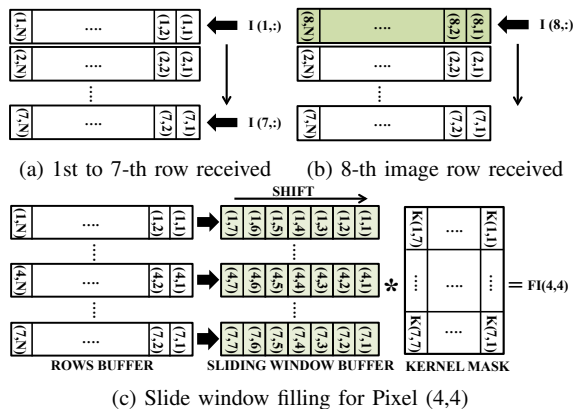 (1,N) .... (1,2) (1,1) I (1,:)
(2,N) .... (2,2) (2,1)
⋮
(7,N) .... (7,2) (7,1) I (7,:)
(a) 1st to 7-th row received
(8,N) .... (8,2) (8,1) I (8,:)
(2,N) .... (2,2) (2,1)
⋮
(7,N) .... (7,2) (7,1)
(b) 8-th image row received
SHIFT
(1,N) .... (1,2) (1,1) (1,7) (1,6) (1,5) (1,4) (1,3) (1,2) (1,1) K(1,7) .... K(1,1)
⋮ ⋮
(4,N) .... (4,2) (4,1) (4,7) (4,6) (4,5) (4,4) (4,3) (4,2) (4,1) * ⋮ .... ⋮ = FI(4,4)
⋮ ⋮
(7,N) .... (7,2) (7,1) (7,7) (7,6) (7,5) (7,4) (7,3) (7,2) (7,1) K(7,7) .... K(7,1)
ROWS BUFFER SLIDING WINDOW BUFFER KERNEL MASK
(c) Slide window filling for Pixel (4,4)